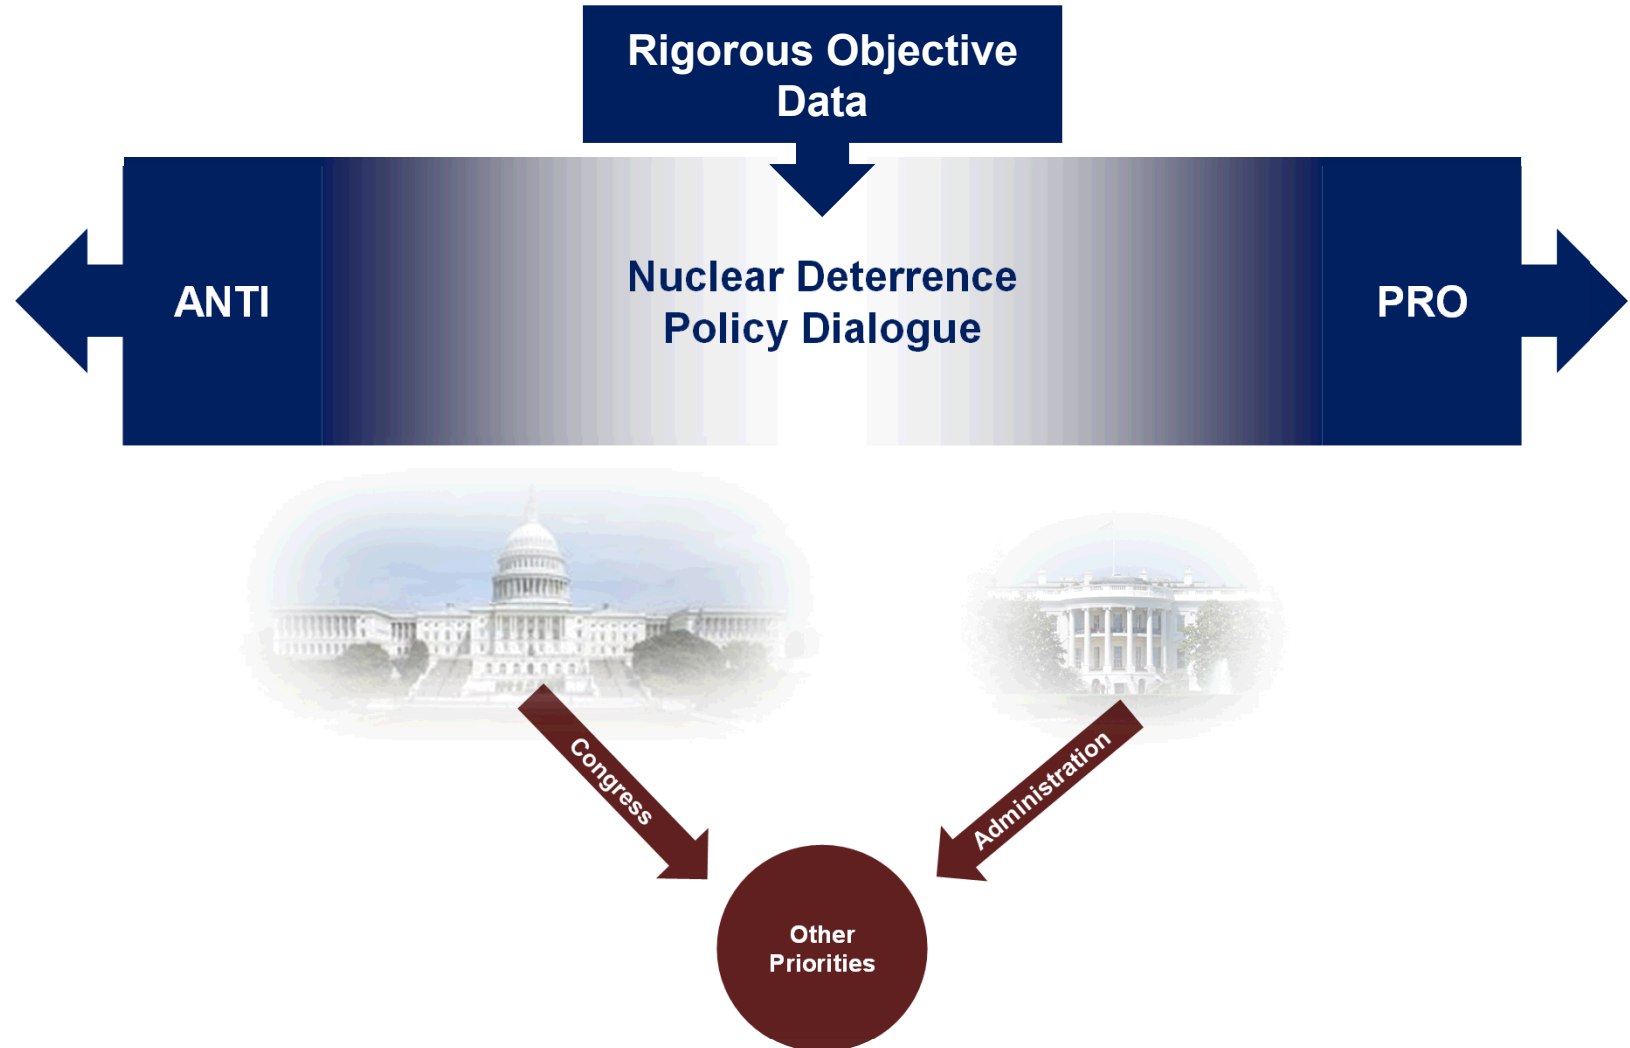 Rigorous Objective
Data
ANTI
Nuclear Deterrence
Policy Dialogue
PRO
Congress
Administration
Other
Priorities